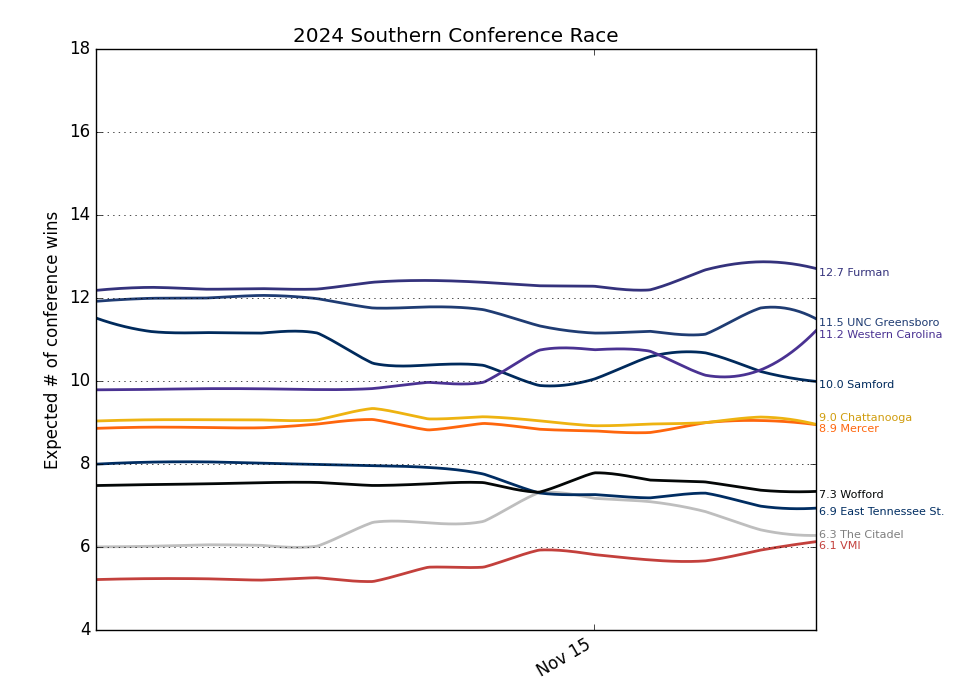 2024 Southern Conference Race
Expected # of conference wins
18
16
14
12
10
8
6
4
12.7 Furman
11.5 UNC Greensboro
11.2 Western Carolina
10.0 Samford
9.0 Chattanooga
8.9 Mercer
7.3 Wofford
6.9 East Tennessee St.
6.3 The Citadel
6.1 VMI
Nov 15